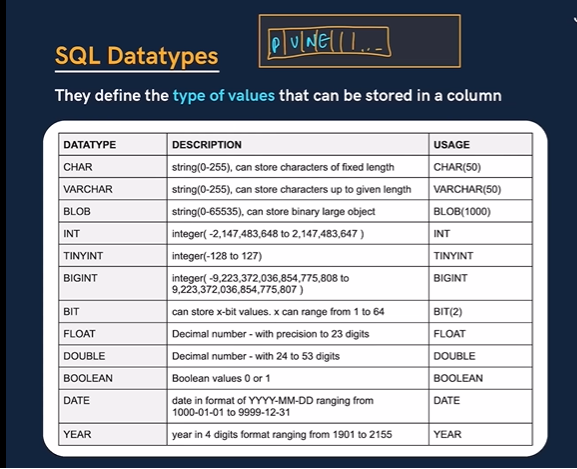 PUNE
SQL Datatypes
They define the type of values that can be stored in a column
DATATYPE DESCRIPTION USAGE
CHAR string(0-255), can store characters of fixed length CHAR(50)
VARCHAR string(0-255), can store characters up to given length VARCHAR(50)
BLOB string(0-65535), can store binary large object BLOB(1000)
INT integer( -2,147,483,648 to 2,147,483,647 ) INT
TINYINT integer(-128 to 127) TINYINT
BIGINT integer( -9,223,372,036,854,775,808 to BIGINT
9,223,372,036,854,775,807 )
BIT can store x-bit values. x can range from 1 to 64 BIT(2)
FLOAT Decimal number - with precision to 23 digits FLOAT
DOUBLE Decimal number - with 24 to 53 digits DOUBLE
BOOLEAN Boolean values 0 or 1 BOOLEAN
DATE date in format of YYYY-MM-DD ranging from DATE
1000-01-01 to 9999-12-31
YEAR year in 4 digits format ranging from 1901 to 2155 YEAR